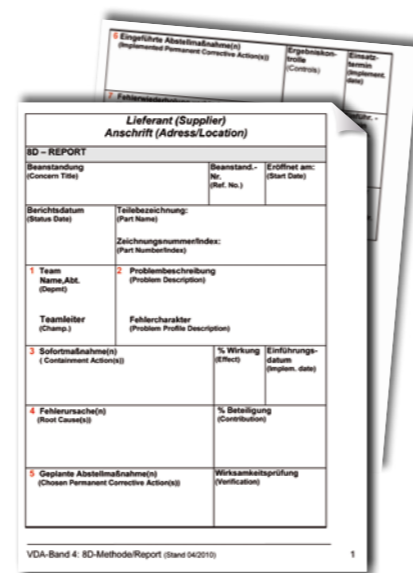 6 Eingeführte Abstellmaßnahme(n)
(Implemented Permanent Corrective Action(s))
Ergebniskon-
trolle
(Controls)
Einsatz-
termin
(Implement.
date)
Lieferant (Supplier)
Anschrift (Adress/Location)
8D – REPORT
Beanstandung
(Concern Title)
Beanstand.-
Nr.
(Ref. No.)
Eröffnet am:
(Start Date)
Berichtsdatum
(Status Date)
Teilebezeichnung:
(Part Name)
Zeichnungsnummer/Index:
(Part Number/Index)
1 Team
Name,Abt.
(Depmt)
Teamleiter
(Champ.)
2 Problembeschreibung
(Problem Description)
Fehlercharakter
(Problem Profile Description)
3 Sofortmaßnahme(n)
( Containment Action(s))
% Wirkung
(Effect)
Einführungs-
datum
(Implem. date)
4 Fehlerursache(n)
(Root Cause(s))
% Beteiligung
(Contribution)
5 Geplante Abstellmaßnahme(n)
(Chosen Permanent Corrective Action(s))
Wirksamkeitsprüfung
(Verification)
VDA-Band 4: 8D-Methode/Report (Stand 04/2010)
1